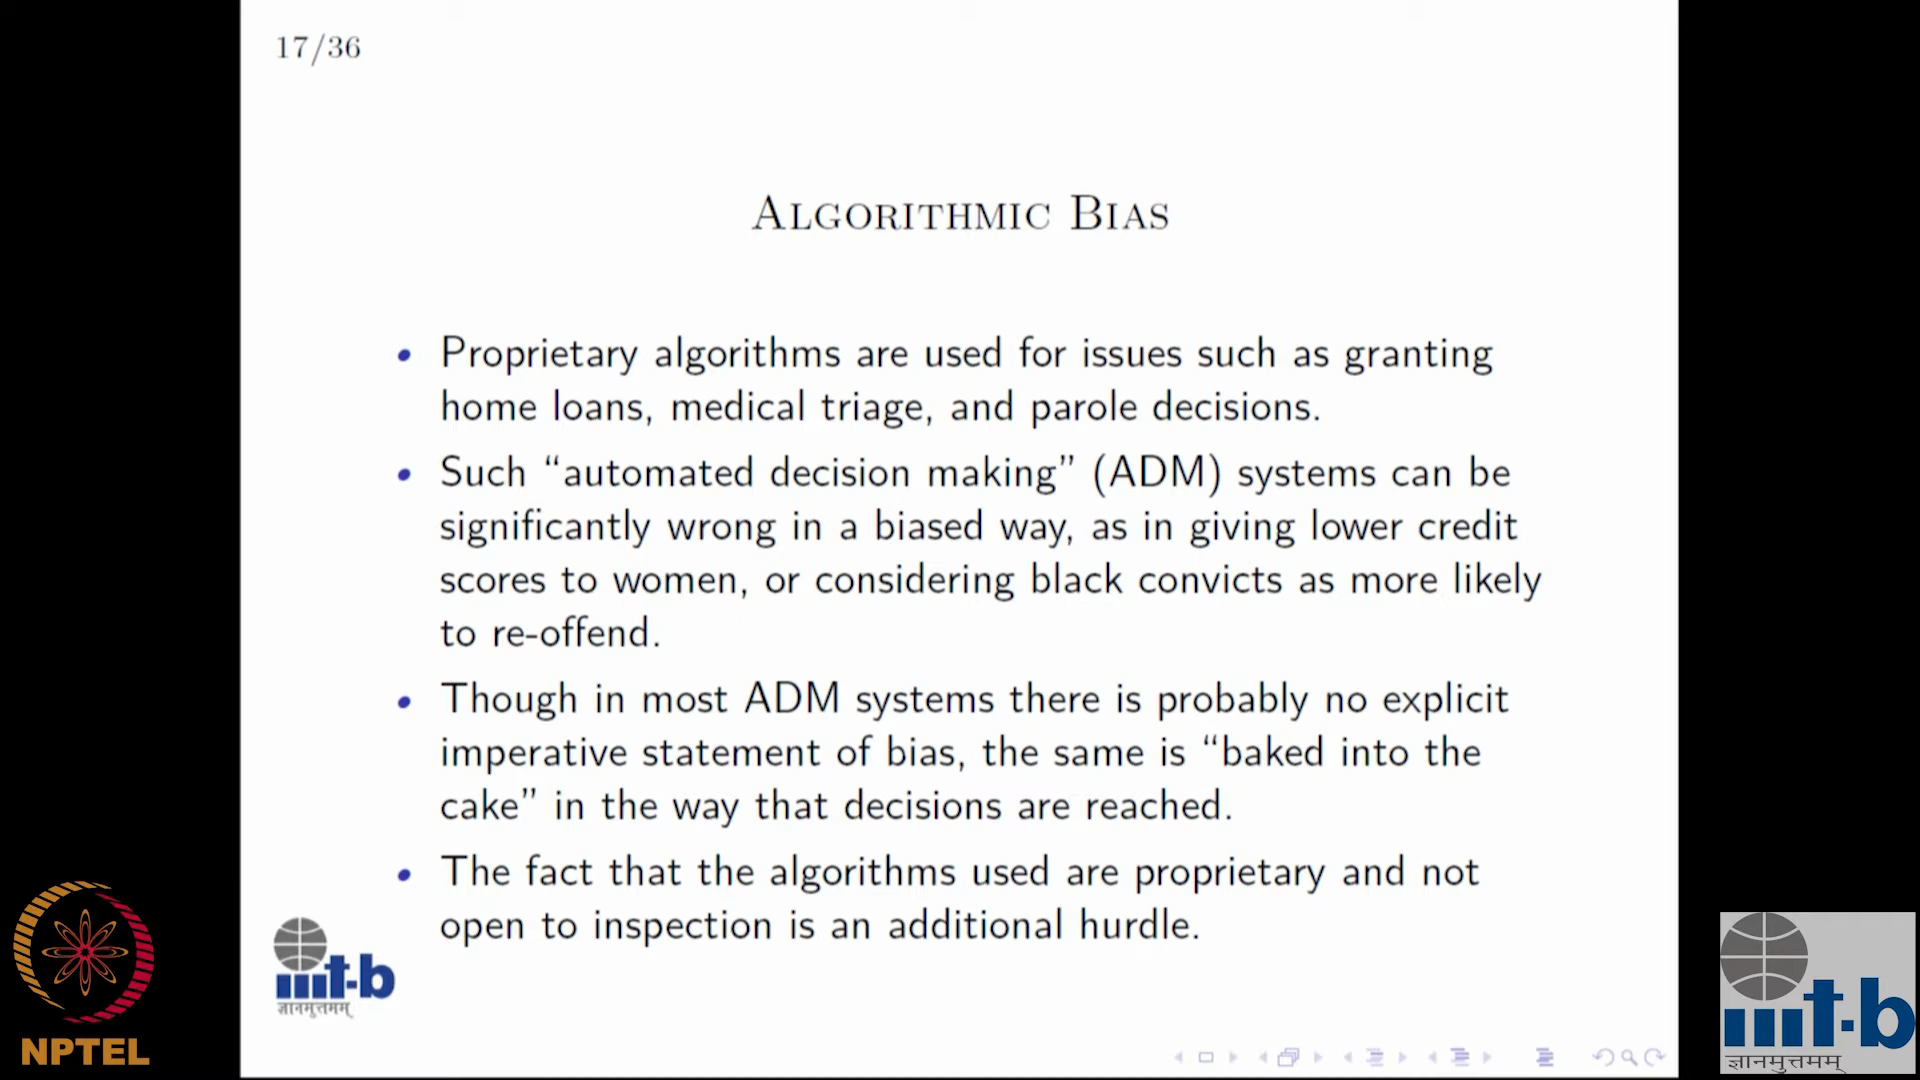 17/36
Algorithmic Bias
• Proprietary algorithms are used for issues such as granting
home loans, medical triage, and parole decisions.
• Such “automated decision making” (ADM) systems can be
significantly wrong in a biased way, as in giving lower credit
scores to women, or considering black convicts as more likely
to re-offend.
• Though in most ADM systems there is probably no explicit
imperative statement of bias, the same is “baked into the
cake” in the way that decisions are reached.
• The fact that the algorithms used are proprietary and not
open to inspection is an additional hurdle.
iiit-b
ज्ञानमुत्तमम्
NPTEL
iiit-b
ज्ञानमुत्तमम्